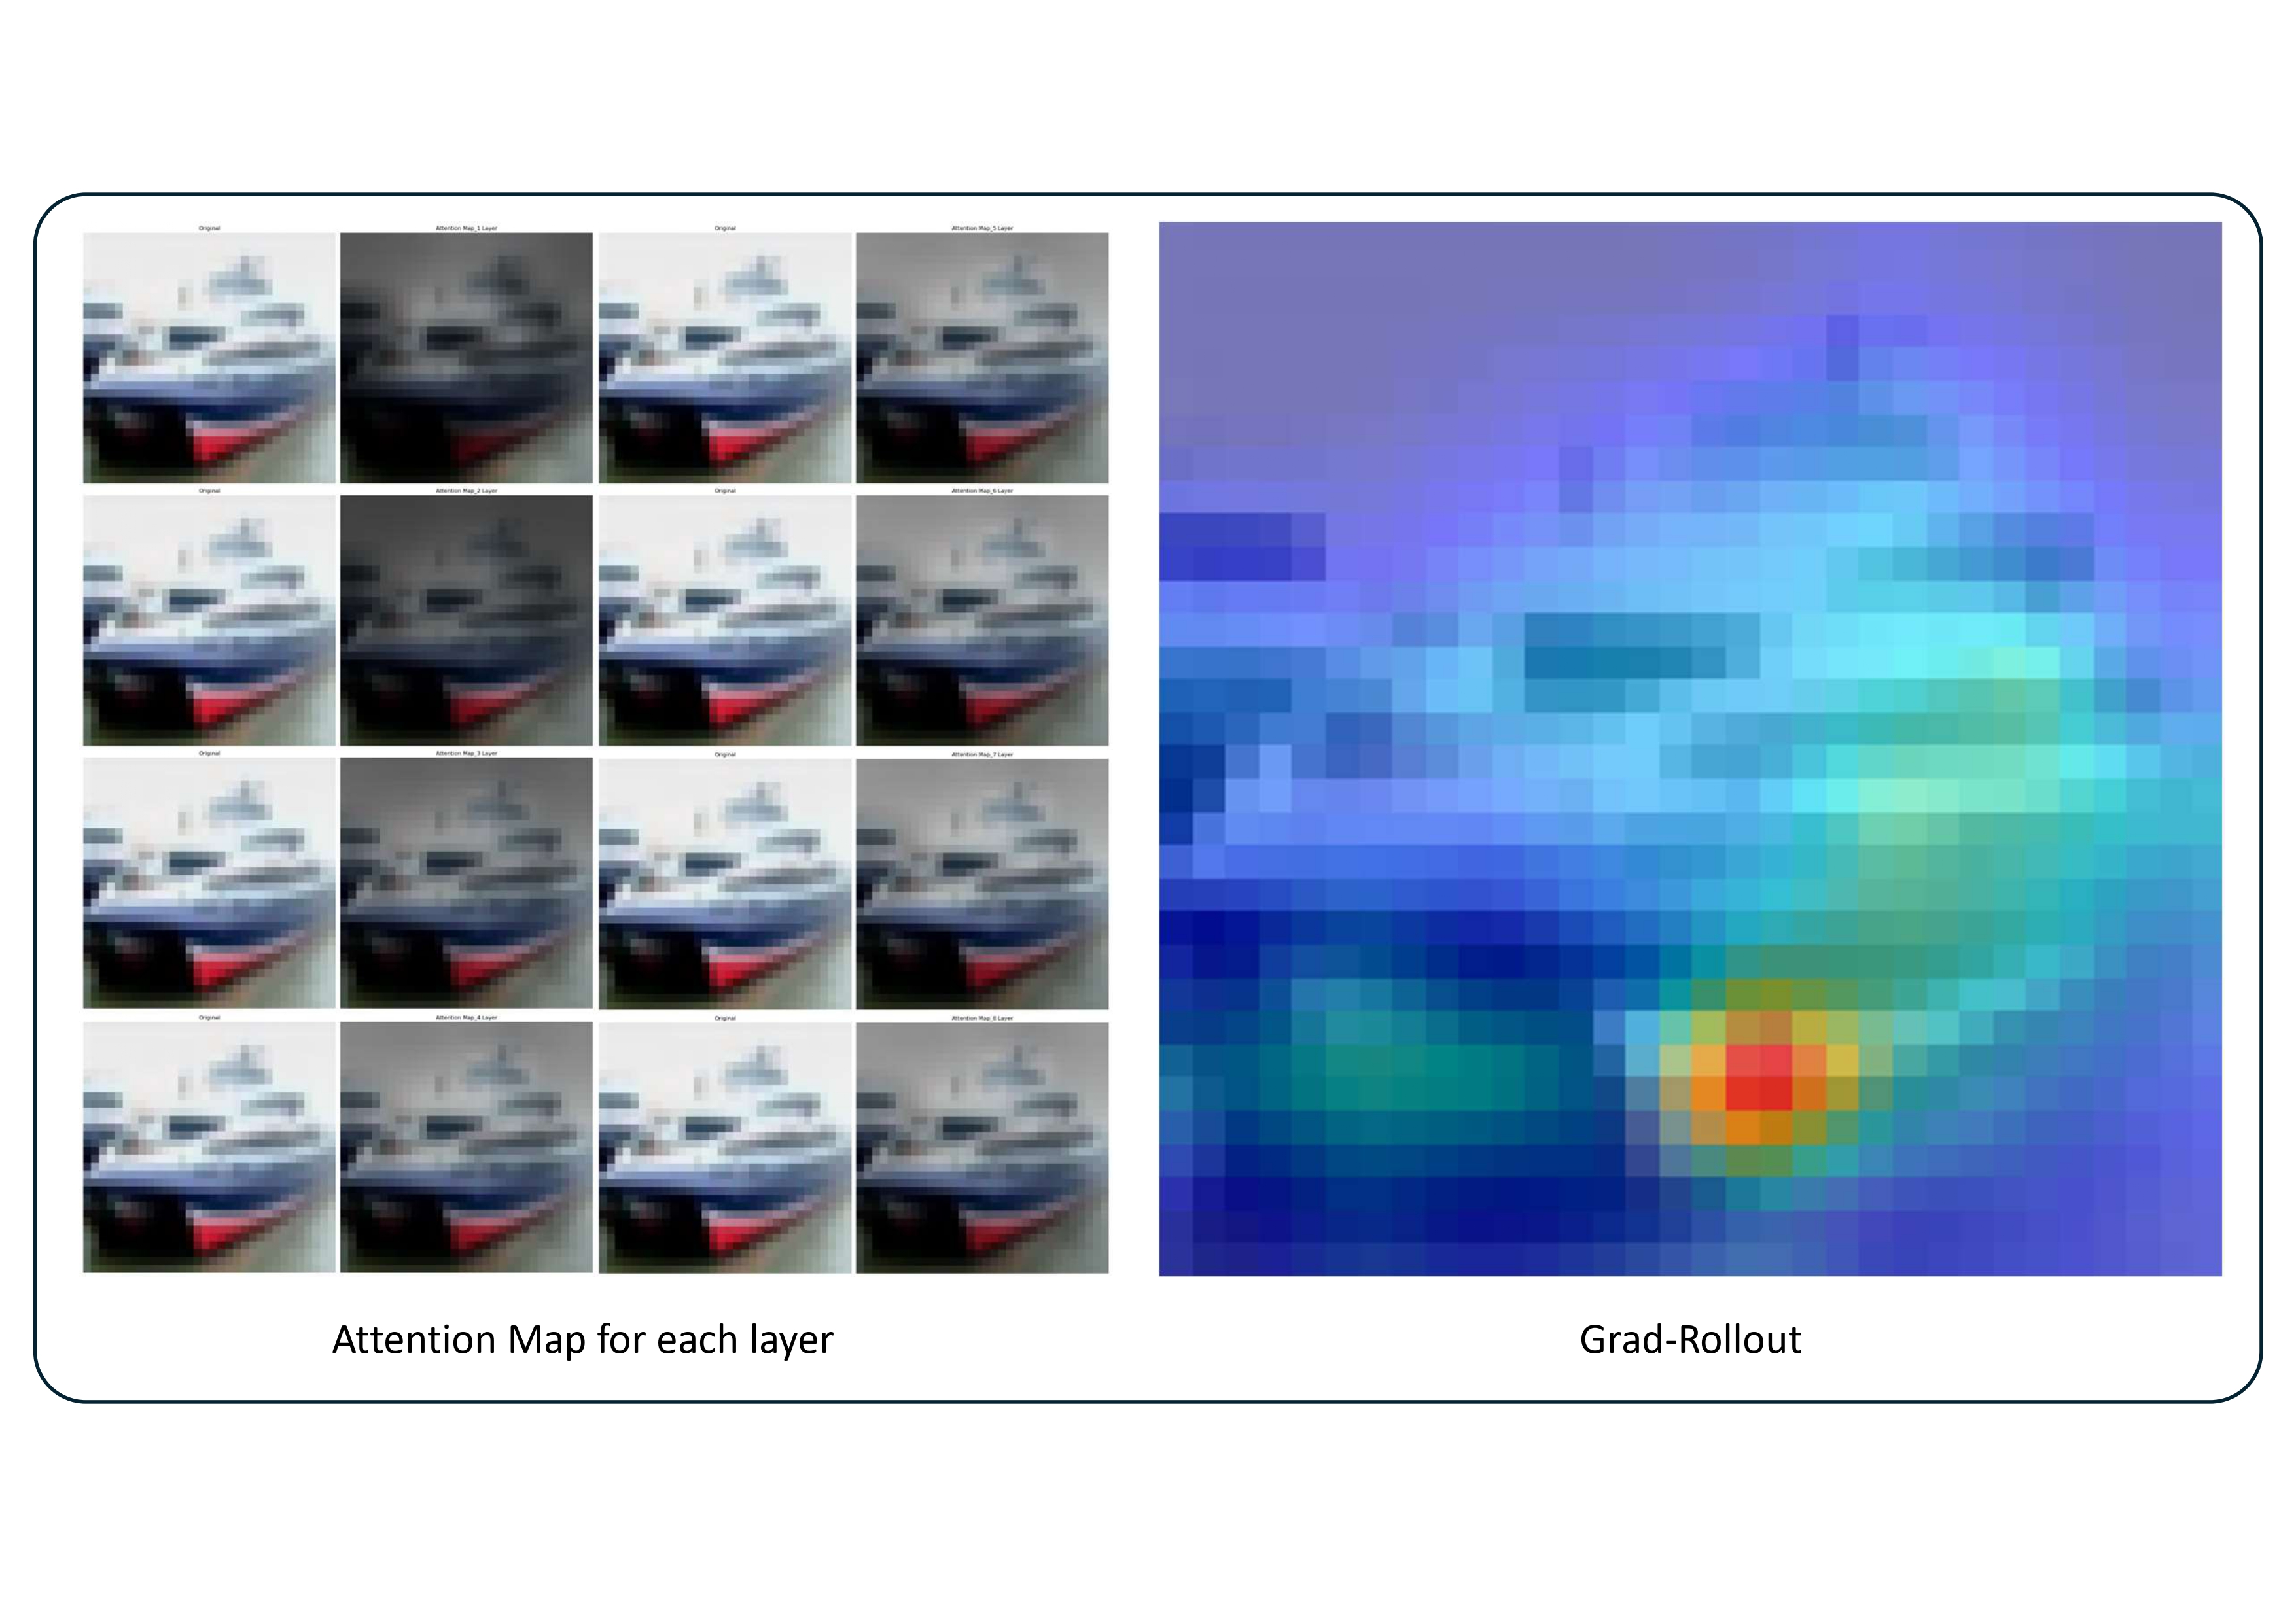 Original Attention Map_1 Layer Original Attention Map_5 Layer
Original Attention Map_2 Layer Original Attention Map_6 Layer
Original Attention Map_3 Layer Original Attention Map_7 Layer
Original Attention Map_4 Layer Original Attention Map_8 Layer
Attention Map for each layer
Grad-Rollout